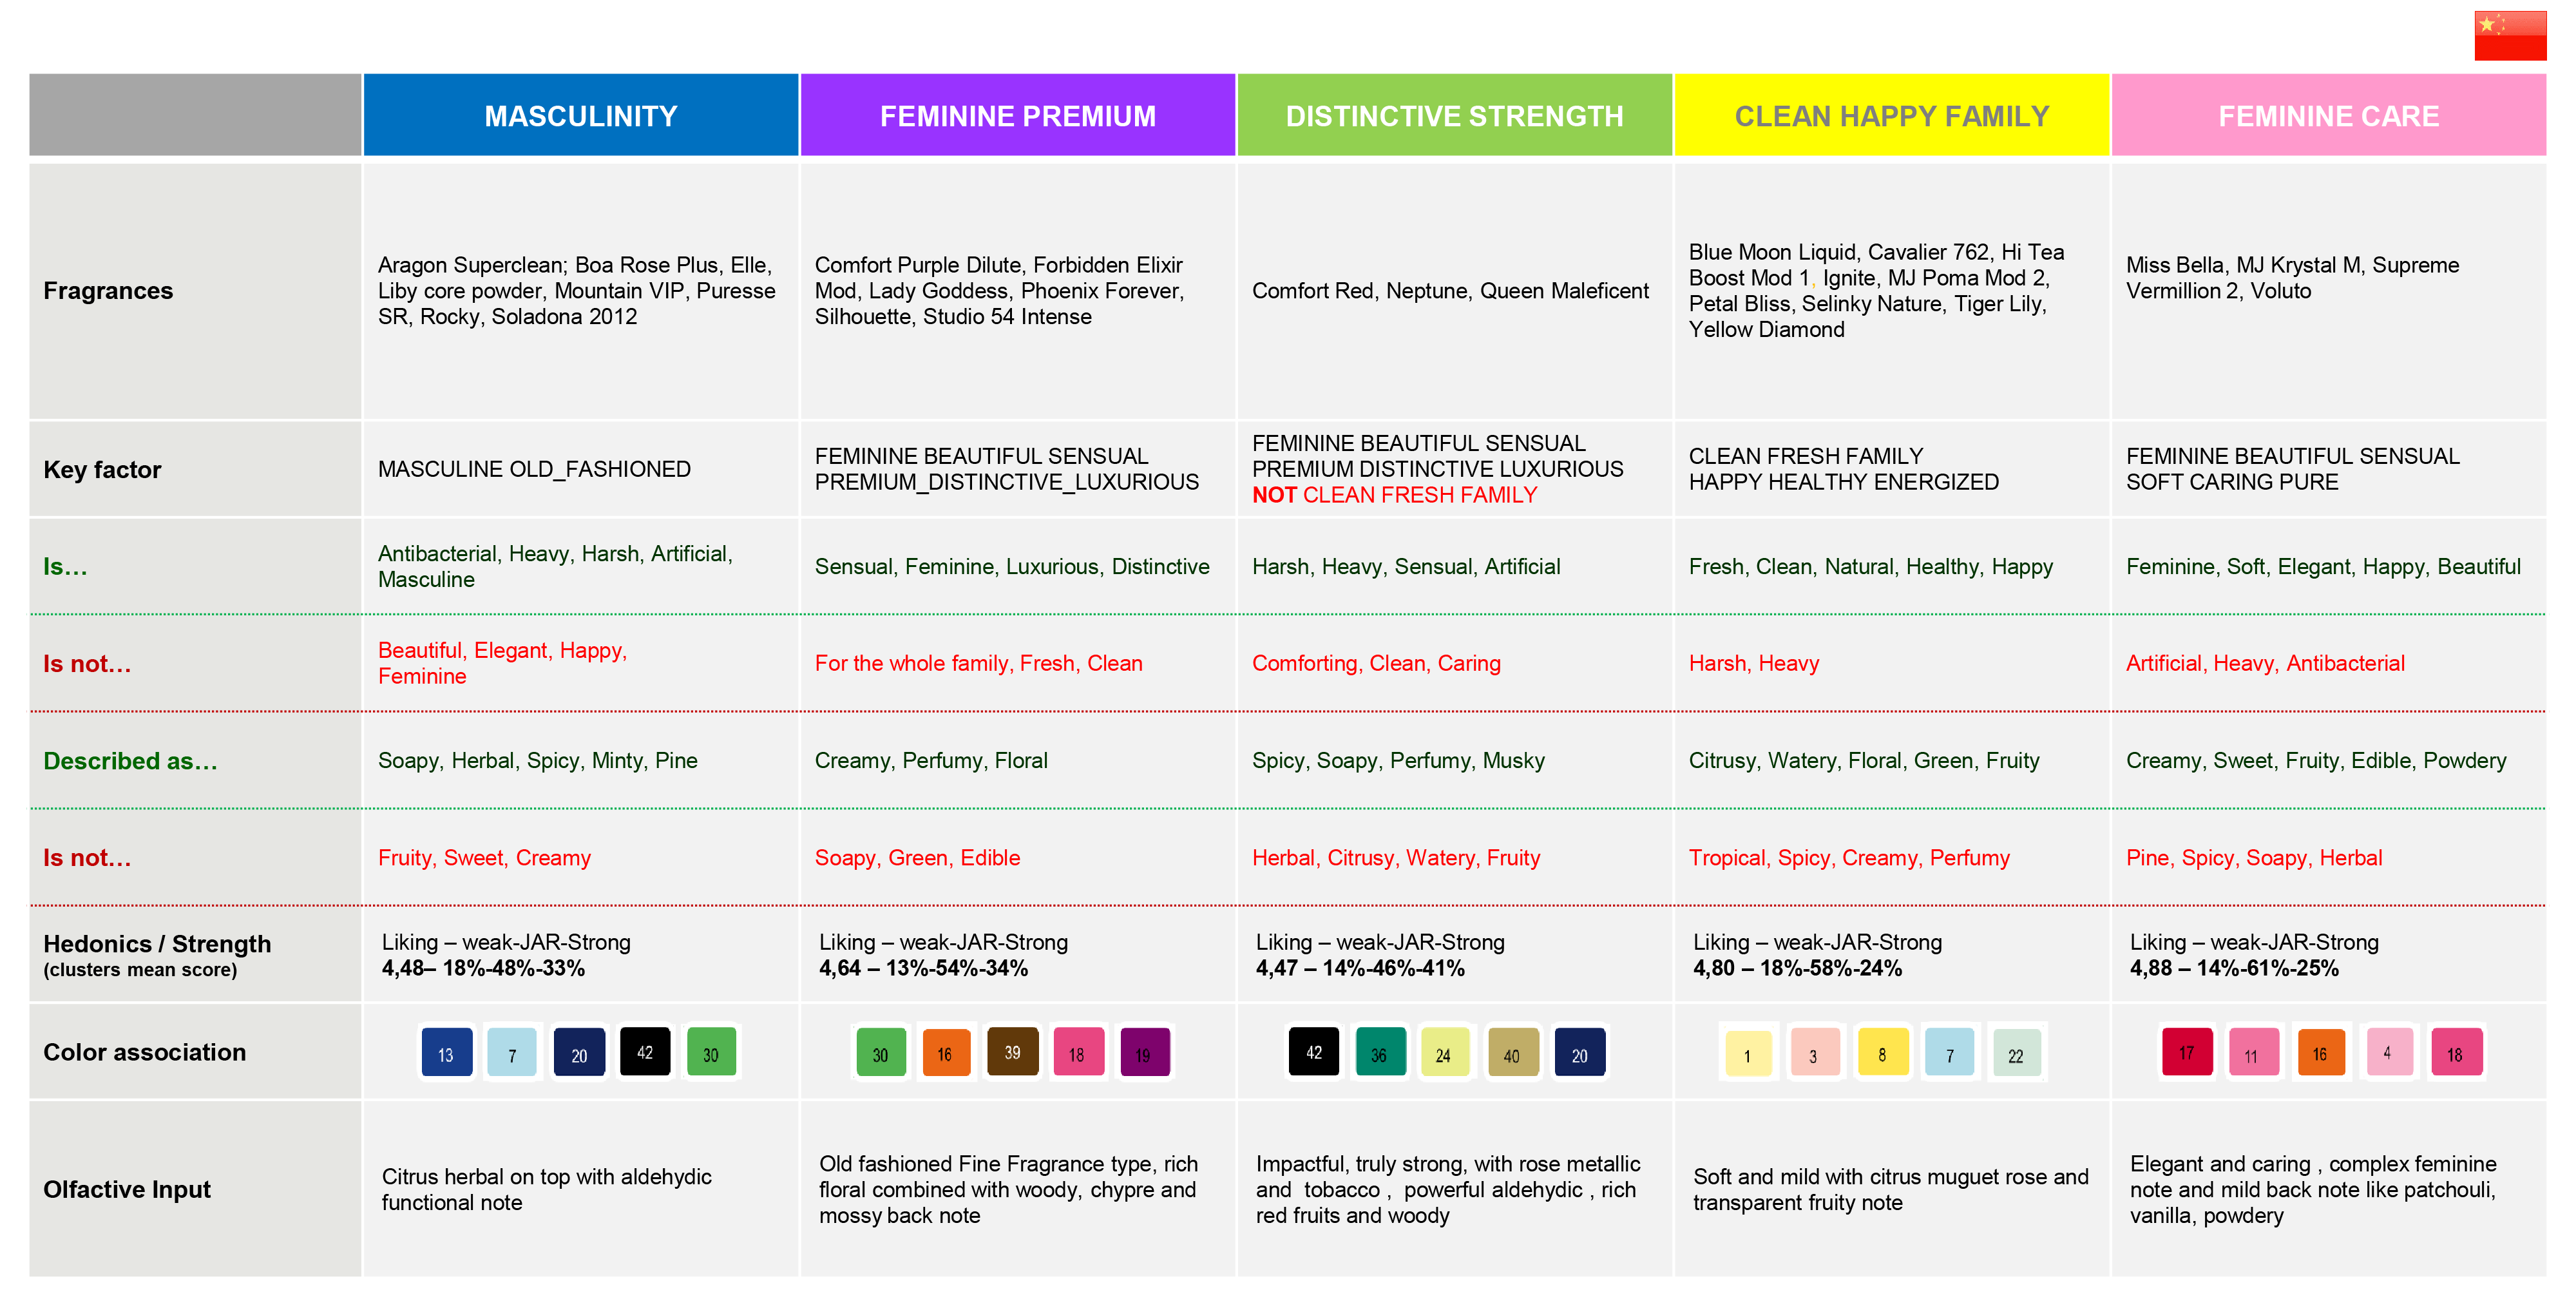 MASCULINITY
FEMININE PREMIUM
DISTINCTIVE STRENGTH
CLEAN HAPPY FAMILY
FEMININE CARE
Fragrances
Aragon Superclean; Boa Rose Plus, Elle,
Liby core powder, Mountain VIP, Puresse
SR, Rocky, Soladona 2012
Comfort Purple Dilute, Forbidden Elixir
Mod, Lady Goddess, Phoenix Forever,
Silhouette, Studio 54 Intense
Comfort Red, Neptune, Queen Maleficent
Blue Moon Liquid, Cavalier 762, Hi Tea
Boost Mod 1, Ignite, MJ Poma Mod 2,
Petal Bliss, Selinky Nature, Tiger Lily,
Yellow Diamond
Miss Bella, MJ Krystal M, Supreme
Vermillion 2, Voluto
Key factor
MASCULINE OLD_FASHIONED
FEMININE BEAUTIFUL SENSUAL
PREMIUM_DISTINCTIVE_LUXURIOUS
FEMININE BEAUTIFUL SENSUAL
PREMIUM DISTINCTIVE LUXURIOUS
NOT CLEAN FRESH FAMILY
CLEAN FRESH FAMILY
HAPPY HEALTHY ENERGIZED
FEMININE BEAUTIFUL SENSUAL
SOFT CARING PURE
Is…
Antibacterial, Heavy, Harsh, Artificial,
Masculine
Sensual, Feminine, Luxurious, Distinctive
Harsh, Heavy, Sensual, Artificial
Fresh, Clean, Natural, Healthy, Happy
Feminine, Soft, Elegant, Happy, Beautiful
Is not…
Beautiful, Elegant, Happy,
Feminine
For the whole family, Fresh, Clean
Comforting, Clean, Caring
Harsh, Heavy
Artificial, Heavy, Antibacterial
Described as…
Soapy, Herbal, Spicy, Minty, Pine
Creamy, Perfumy, Floral
Spicy, Soapy, Perfumy, Musky
Citrusy, Watery, Floral, Green, Fruity
Creamy, Sweet, Fruity, Edible, Powdery
Is not…
Fruity, Sweet, Creamy
Soapy, Green, Edible
Herbal, Citrusy, Watery, Fruity
Tropical, Spicy, Creamy, Perfumy
Pine, Spicy, Soapy, Herbal
Hedonics / Strength
(clusters mean score)
Liking – weak-JAR-Strong
4,48– 18%-48%-33%
Liking – weak-JAR-Strong
4,64 – 13%-54%-34%
Liking – weak-JAR-Strong
4,47 – 14%-46%-41%
Liking – weak-JAR-Strong
4,80 – 18%-58%-24%
Liking – weak-JAR-Strong
4,88 – 14%-61%-25%
Color association
13 7 20 42 30
30 16 39 18 19
42 36 24 40 20
1 3 8 7 22
17 11 16 4 18
Olfactive Input
Citrus herbal on top with aldehydic
functional note
Old fashioned Fine Fragrance type, rich
floral combined with woody, chypre and
mossy back note
Impactful, truly strong, with rose metallic
and  tobacco ,  powerful aldehydic , rich
red fruits and woody
Soft and mild with citrus muguet rose and
transparent fruity note
Elegant and caring , complex feminine
note and mild back note like patchouli,
vanilla, powdery